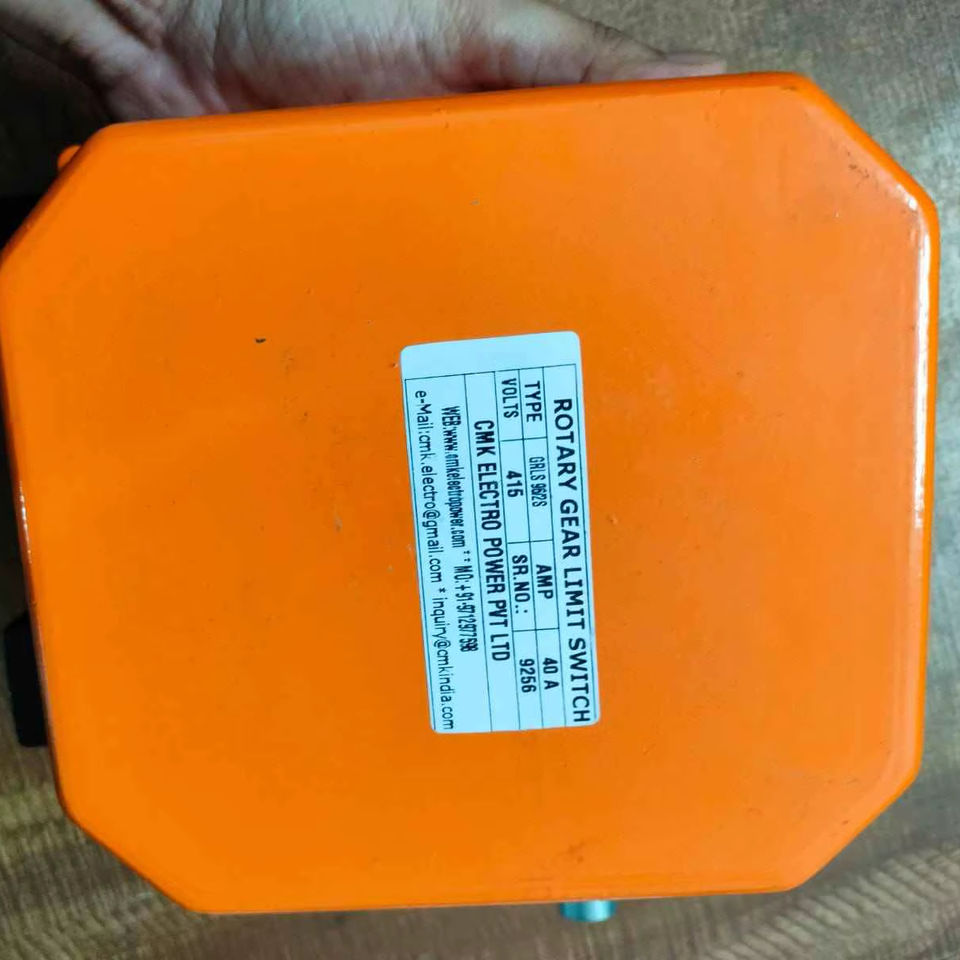 ROTARY GEAR LIMIT SWITCH
TYPE GRLS 962S AMP 40 A
VOLTS 415 SR.NO.: 9256
CMK ELECTRO POWER PVT LTD
WEB:www.cmkelectropower.com ** MO:+91-9712977598
e-Mail:cmk.electro@gmail.com * inquiry@cmkindia.com